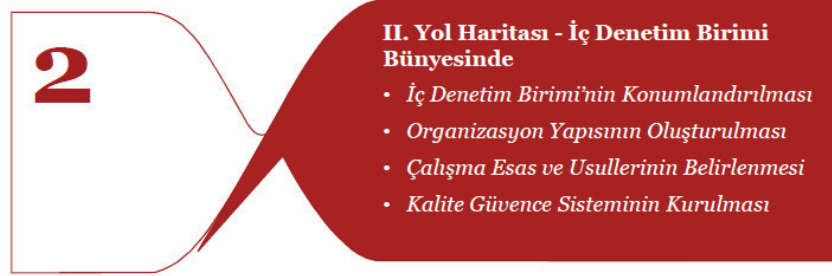 2
II. Yol Haritası - İç Denetim Birimi
Bünyesinde
• İç Denetim Birimi’nin Konumlandırılması
• Organizasyon Yapısının Oluşturulması
• Çalışma Esas ve Usullerinin Belirlenmesi
• Kalite Güvence Sisteminin Kurulması